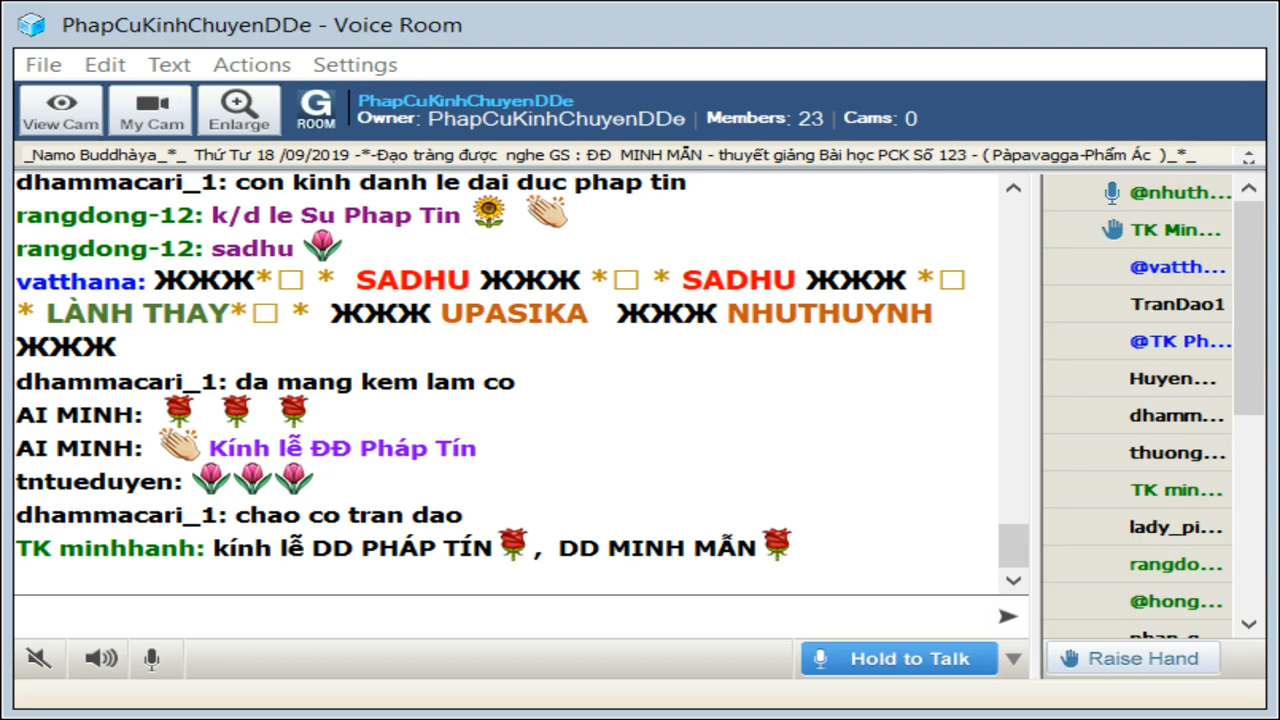 PhapCuKinhChuyenDDe - Voice Room
File Edit Text Actions Settings
View Cam My Cam Enlarge G ROOM
PhapCuKinhChuyenDDe
Owner: PhapCuKinhChuyenDDe | Members: 23 | Cams: 0
_Namo Buddhàya_*_ Thứ Tư 18 /09/2019 -*-Đạo tràng được nghe GS : ĐĐ MINH MẪN - thuyết giảng Bài học PCK Số 123 - ( Pàpavagga-Phẩm Ác )_*_
dhammacari_1: con kinh danh le dai duc phap tin
rangdong-12: k/d le Su Phap Tin
rangdong-12: sadhu
vatthana: ЖЖЖ*□ * SADHU ЖЖЖ *□ * SADHU ЖЖЖ *□
* LÀNH THAY*□ * ЖЖЖ UPASIKA ЖЖЖ NHUTHUYNH
ЖЖЖ
dhammacari_1: da mang kem lam co
AI MINH:
AI MINH: Kính lễ ĐĐ Pháp Tín
tntueduyen:
dhammacari_1: chao co tran dao
TK minhhanh: kính lễ DD PHÁP TÍN, DD MINH MẪN
@nhuth...
TK Min...
@vatth...
TranDao1
@TK Ph...
Huyen...
dhamm...
thuong...
TK min...
lady_pi...
rangdo...
@hong...
Hold to Talk
Raise Hand